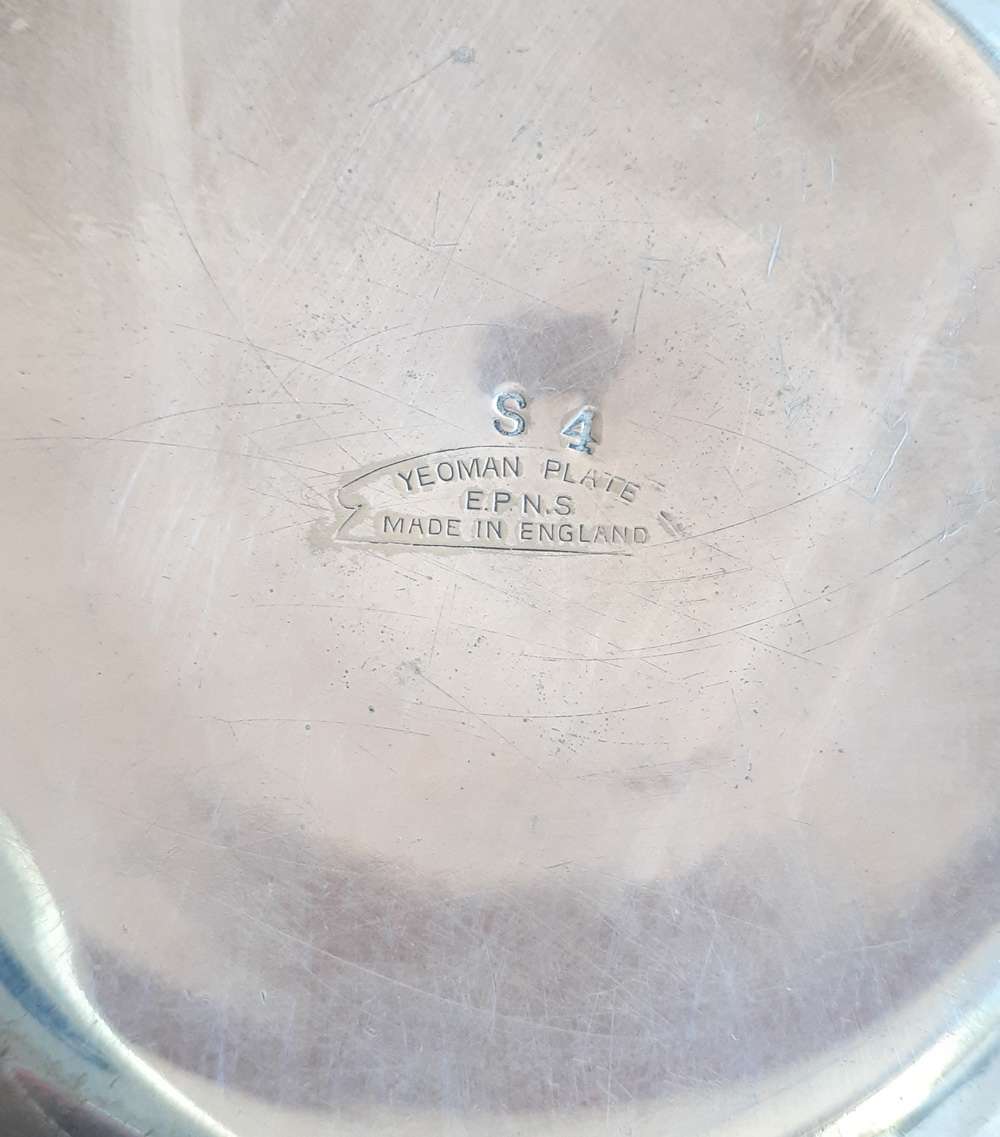 S 4
YEOMAN PLATE
E.P.N.S
MADE IN ENGLAND